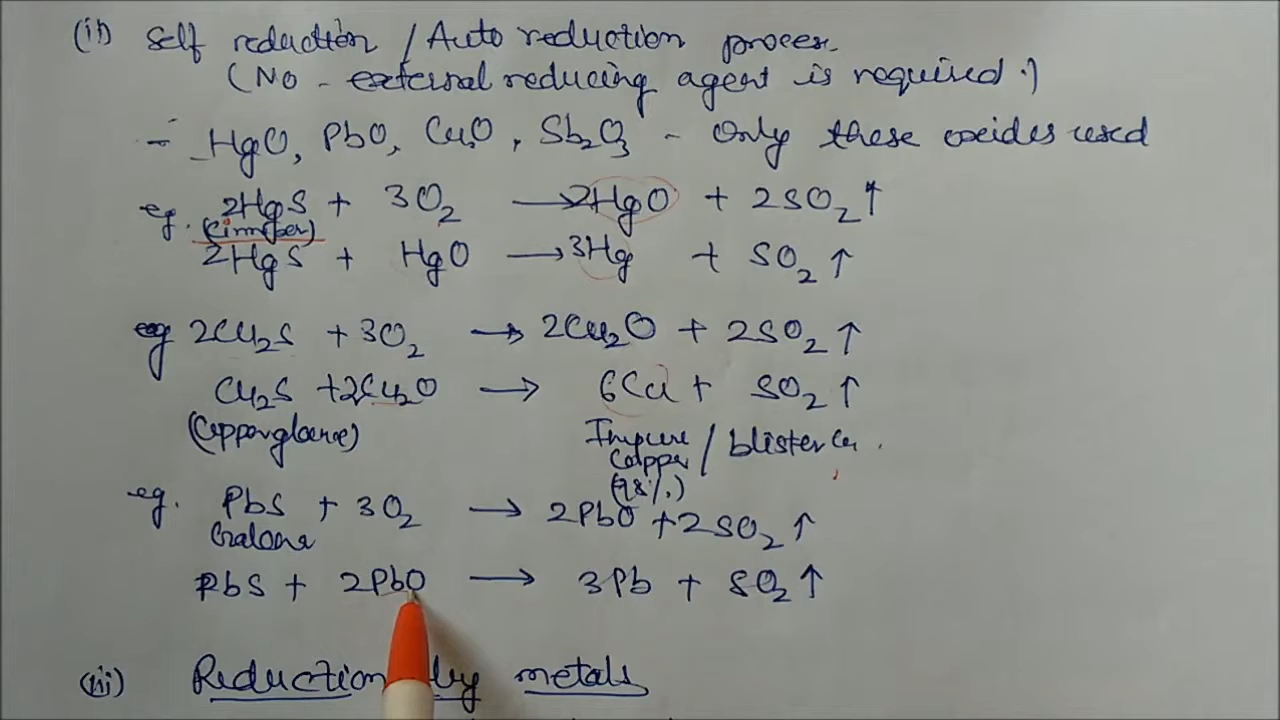 (ii) Self reduction / Auto reduction process.
(No - external reducing agent is required.)
- HgO, PbO, Cu2O, Sb2O3 - Only these oxides used
eg. 2HgS + 3O2 → 2HgO + 2SO2 ↑
(Cinnaber)
2HgS + HgO → 3Hg + SO2 ↑
eg 2Cu2S + 3O2 → 2Cu2O + 2SO2 ↑
Cu2S + 2Cu2O → 6Cu + SO2 ↑
(Copper glance) Impure Copper / blister Cu.
(98%.)
eg. PbS + 3O2 → 2PbO + 2SO2 ↑
Galena
PbS + 2PbO → 3Pb + SO2 ↑
(iii) Reduction by metals